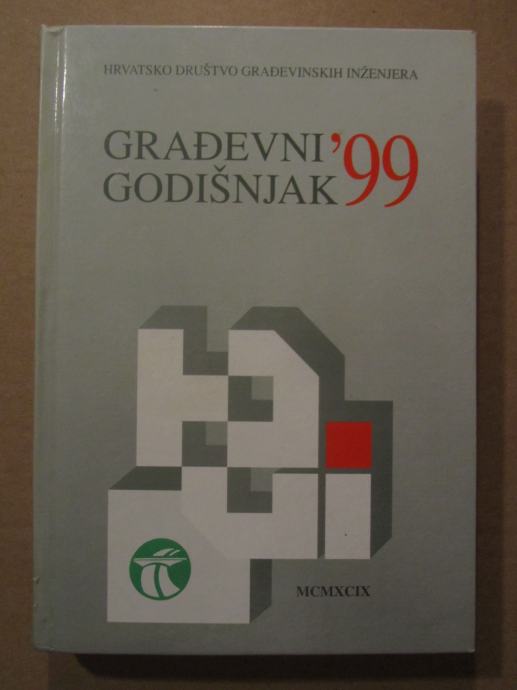 HRVATSKO DRUŠTVO GRAĐEVINSKIH INŽENJERA
GRAĐEVNI '99
GODIŠNJAK
MCMXCIX